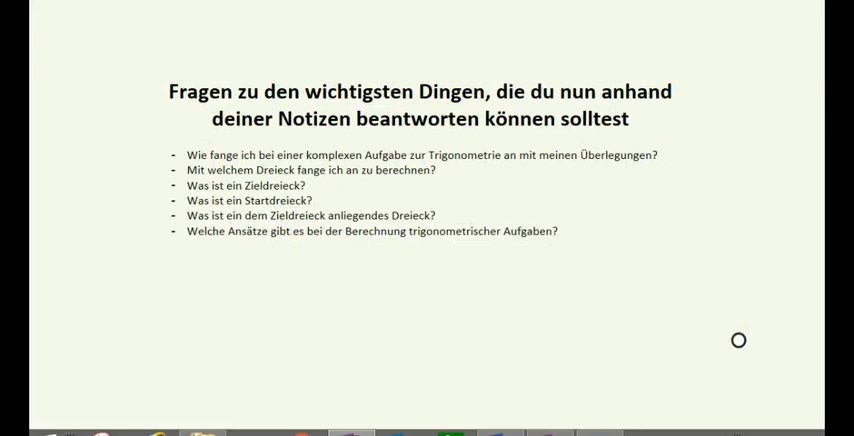 Fragen zu den wichtigsten Dingen, die du nun anhand
deiner Notizen beantworten können solltest
- Wie fange ich bei einer komplexen Aufgabe zur Trigonometrie an mit meinen Überlegungen?
- Mit welchem Dreieck fange ich an zu berechnen?
- Was ist ein Zieldreieck?
- Was ist ein Startdreieck?
- Was ist ein dem Zieldreieck anliegendes Dreieck?
- Welche Ansätze gibt es bei der Berechnung trigonometrischer Aufgaben?